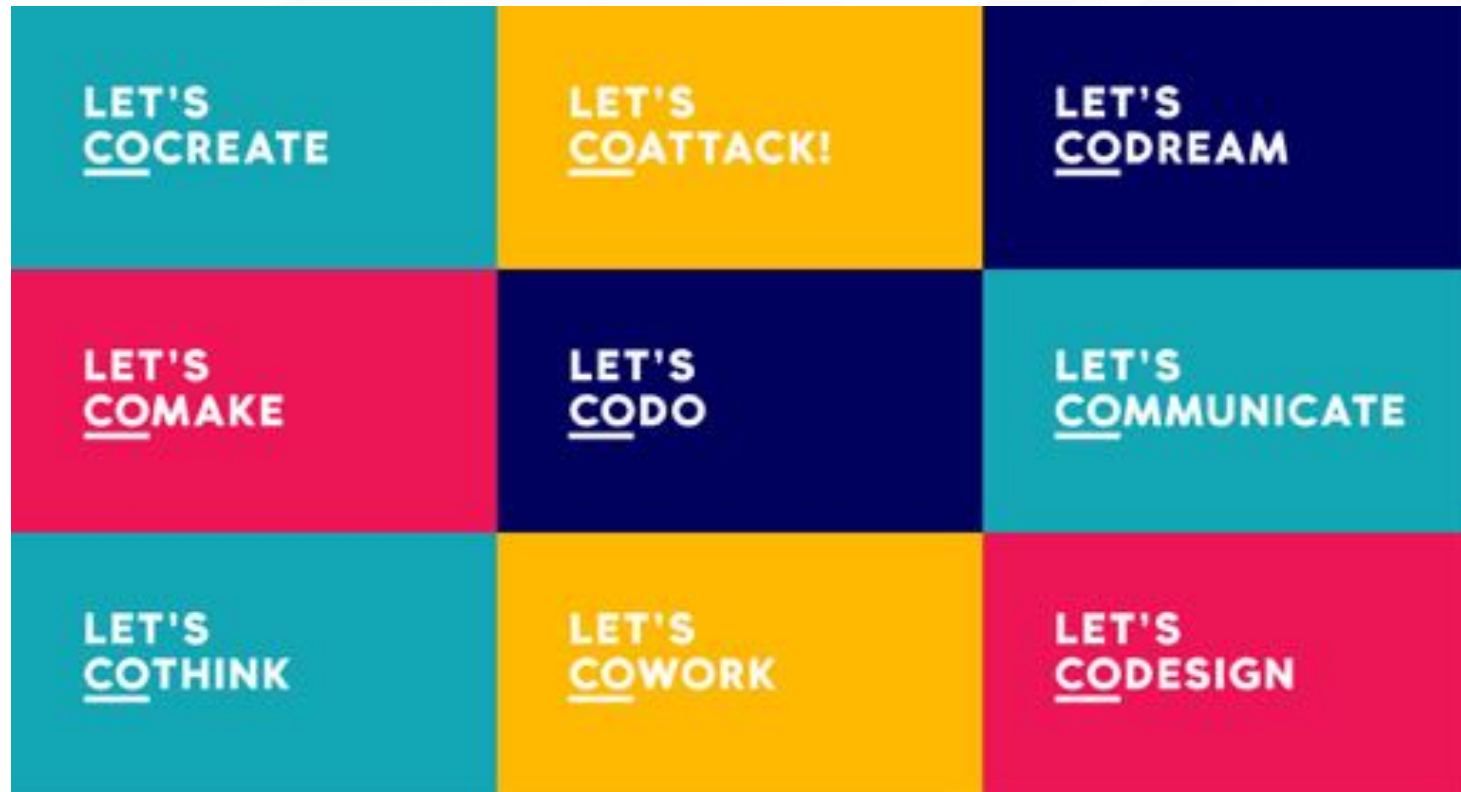 LET'S
COCREATE
LET'S
COATTACK!
LET'S
CODREAM
LET'S
COMAKE
LET'S
CODO
LET'S
COMMUNICATE
LET'S
COTHINK
LET'S
COWORK
LET'S
CODESIGN